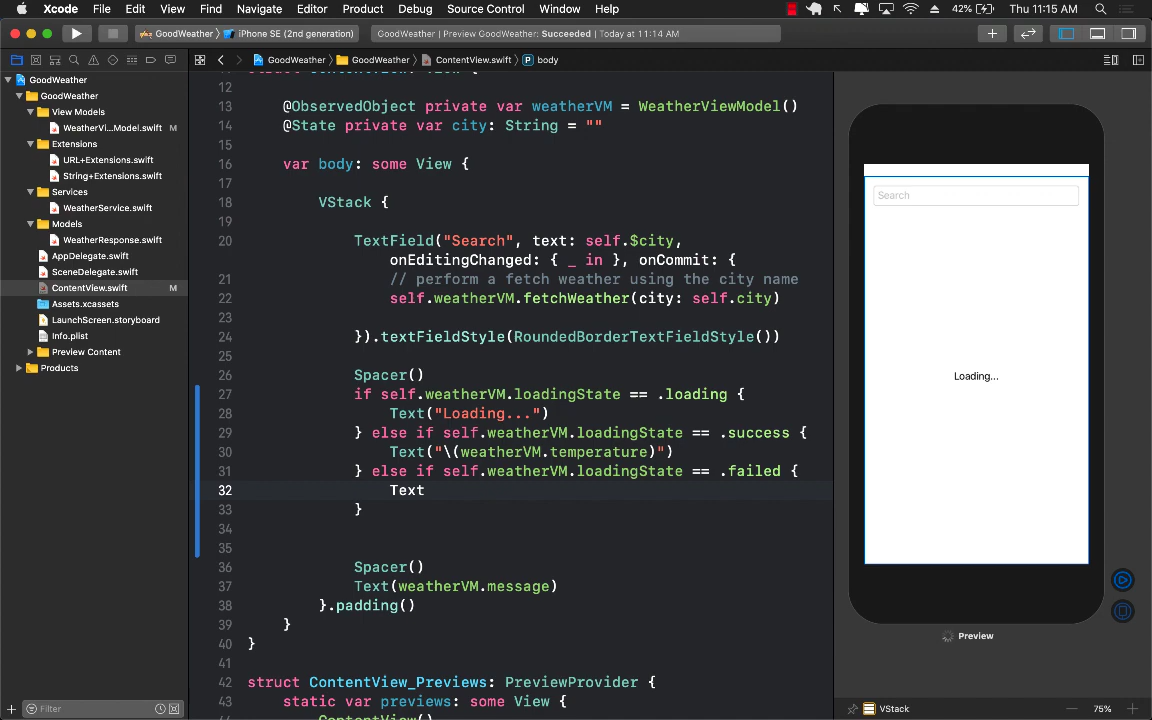 Xcode File Edit View Find Navigate Editor Product Debug Source Control Window Help 42% Thu 11:15 AM
GoodWeather 〉 iPhone SE (2nd generation)
GoodWeather | Preview GoodWeather: Succeeded | Today at 11:14 AM
GoodWeather 〉 GoodWeather 〉 ContentView.swift 〉 P body
GoodWeather
GoodWeather
View Models
WeatherVi...Model.swift M
Extensions
URL+Extensions.swift
String+Extensions.swift
Services
WeatherService.swift
Models
WeatherResponse.swift
AppDelegate.swift
SceneDelegate.swift
ContentView.swift M
Assets.xcassets
LaunchScreen.storyboard
Info.plist
Preview Content
Products
Filter
12
13 @ObservedObject private var weatherVM = WeatherViewModel()
14 @State private var city: String = ""
15
16 var body: some View {
17
18 VStack {
19
20 TextField("Search", text: self.$city,
onEditingChanged: { _ in }, onCommit: {
21 // perform a fetch weather using the city name
22 self.weatherVM.fetchWeather(city: self.city)
23
24 }).textFieldStyle(RoundedBorderTextFieldStyle())
25
26 Spacer()
27 if self.weatherVM.loadingState == .loading {
28 Text("Loading...")
29 } else if self.weatherVM.loadingState == .success {
30 Text("\(weatherVM.temperature)")
31 } else if self.weatherVM.loadingState == .failed {
32 Text
33 }
34
35
36 Spacer()
37 Text(weatherVM.message)
38 }.padding()
39 }
40 }
41
42 struct ContentView_Previews: PreviewProvider {
43 static var previews: some View {
Search
Loading...
Preview
VStack
75%